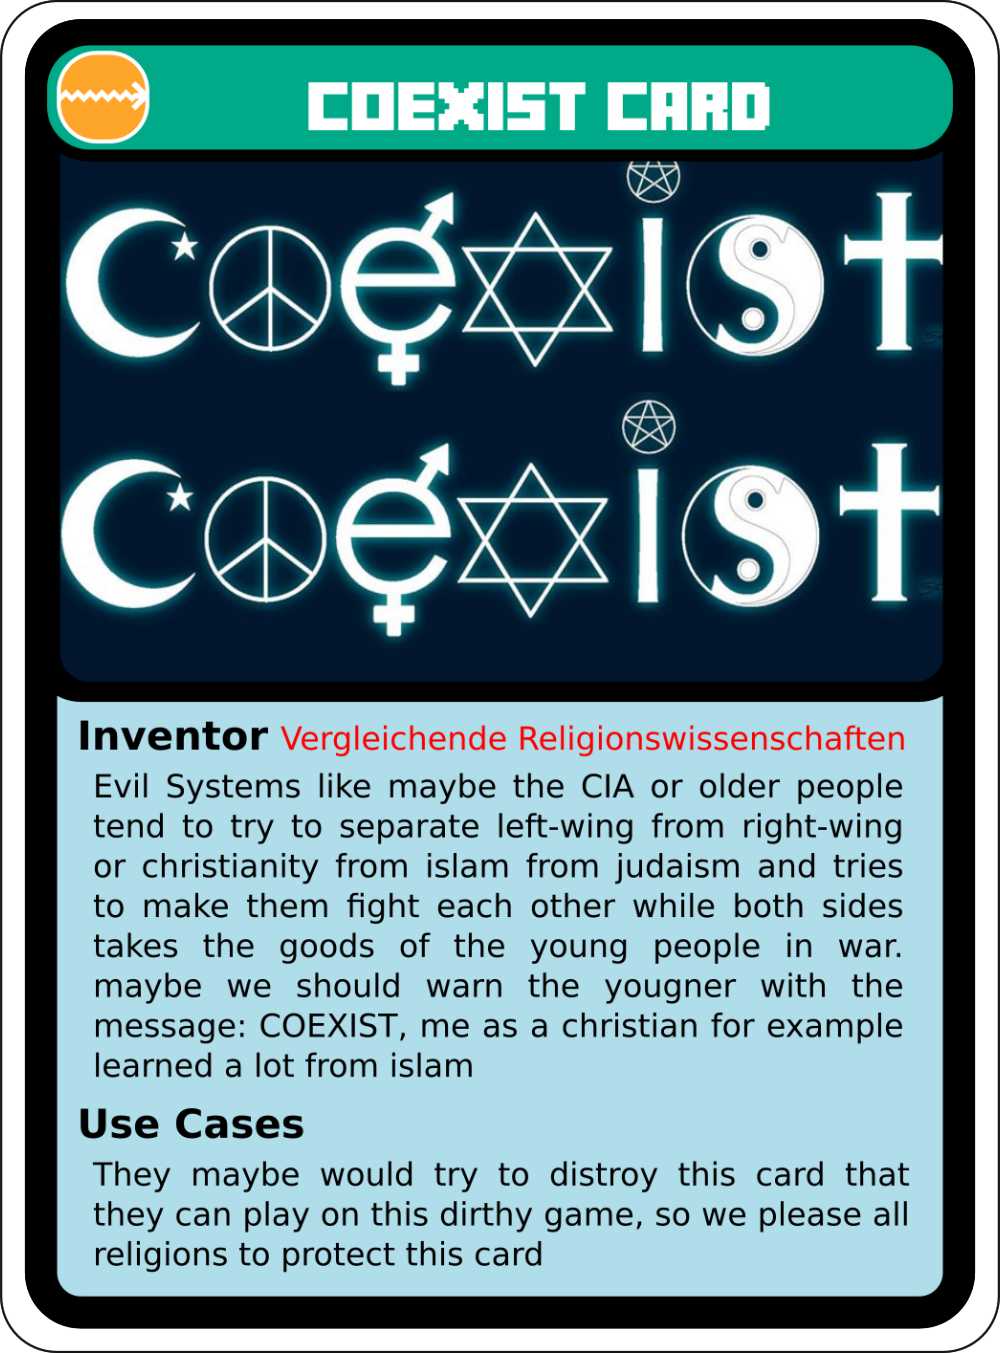 COEXIST CARD
Coexist
Coexist
Inventor Vergleichende Religionswissenschaften
Evil Systems like maybe the CIA or older people
tend to try to separate left-wing from right-wing
or christianity from islam from judaism and tries
to make them fight each other while both sides
takes the goods of the young people in war.
maybe we should warn the yougner with the
message: COEXIST, me as a christian for example
learned a lot from islam
Use Cases
They maybe would try to distroy this card that
they can play on this dirthy game, so we please all
religions to protect this card